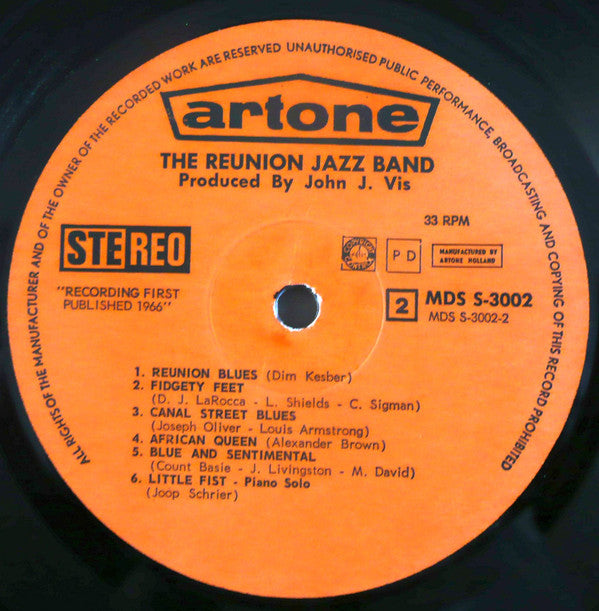 ALL RIGHTS OF THE MANUFACTURER AND OF THE OWNER OF THE RECORDED WORK ARE RESERVED UNAUTHORISED PUBLIC PERFORMANCE, BROADCASTING AND COPYING OF THIS RECORD PROHIBITED
artone
THE REUNION JAZZ BAND
Produced By John J. Vis
33 RPM
STEREO
P D
MANUFACTURED BY
ARTONE HOLLAND
"RECORDING FIRST
PUBLISHED 1966"
2 MDS S-3002
MDS S-3002-2
1. REUNION BLUES (Dim Kesber)
2. FIDGETY FEET
(D. J. LaRocca - L. Shields - C. Sigman)
3. CANAL STREET BLUES
(Joseph Oliver - Louis Armstrong)
4. AFRICAN QUEEN (Alexander Brown)
5. BLUE AND SENTIMENTAL
(Count Basie - J. Livingston - M. David)
6. LITTLE FIST - Piano Solo
(Joop Schrier)